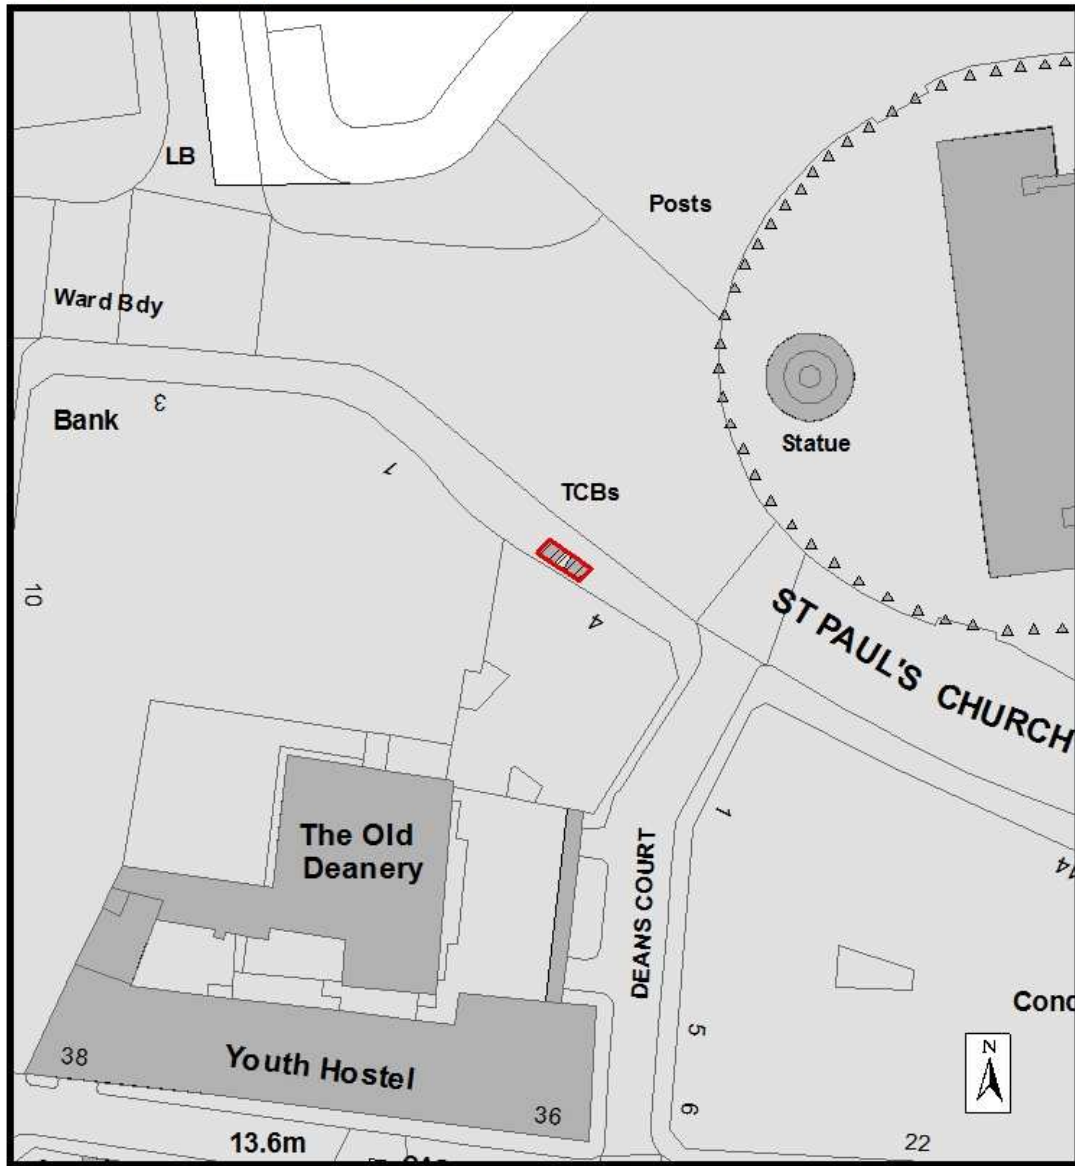 LB
Posts
Ward Bdy
Statue
3
Bank
1
TCBs
10
4
ST PAUL'S CHURCH
1
The Old
Deanery
14
DEANS COURT
5
N
38
Youth Hostel
6
36
13.6m
22